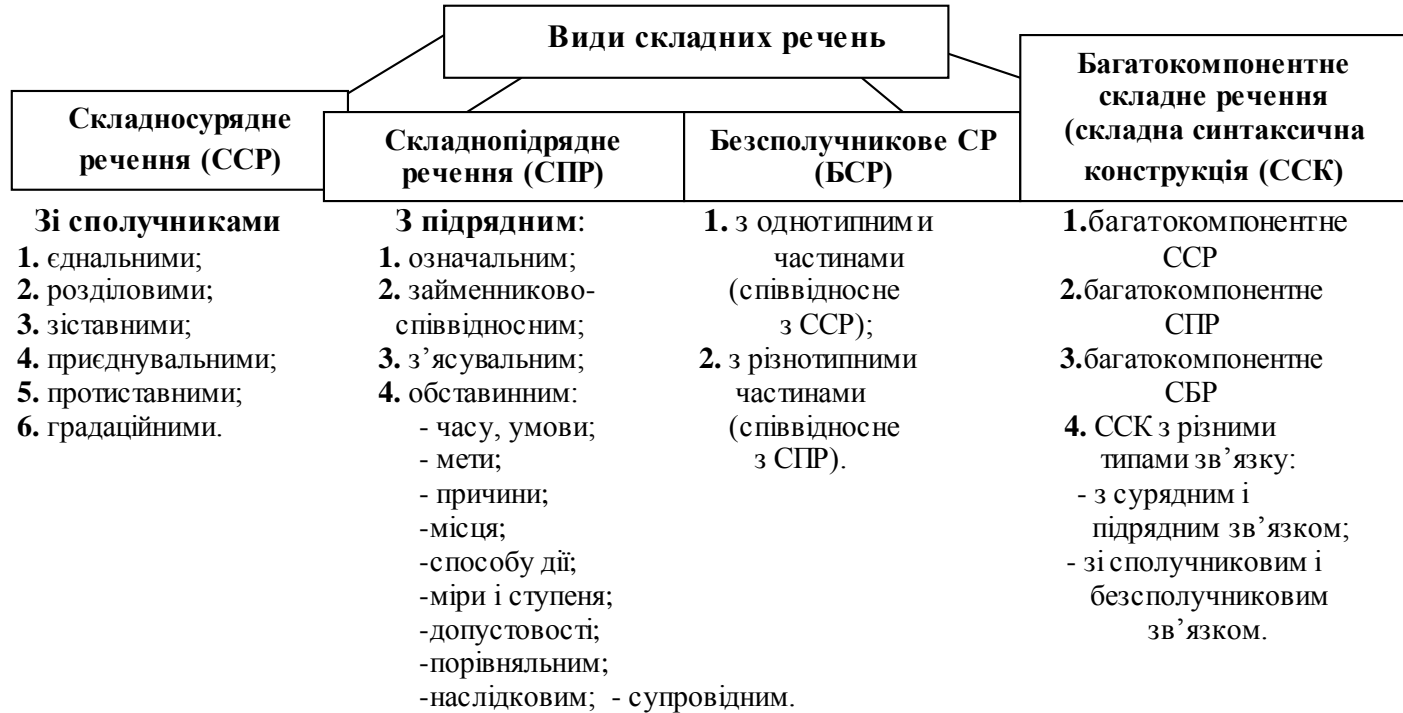 Види складних речень
Складносурядне
речення (ССР)
Складнопідрядне
речення (СПР)
Безсполучникове СР
(БСР)
Багатокомпонентне
складне речення
(складна синтаксична
конструкція (ССК)
Зі сполучниками
1. єднальними;
2. розділовими;
3. зіставними;
4. приєднувальними;
5. протиставними;
6. градаційними.
З підрядним:
1. означальним;
2. займенниково-
співвідносним;
3. з’ясувальним;
4. обставинним:
- часу, умови;
- мети;
- причини;
-місця;
-способу дії;
-міри і ступеня;
-допустовості;
-порівняльним;
-наслідковим; - супровідним.
1. з однотипними
частинами
(співвідносне
з ССР);
2. з різнотипними
частинами
(співвідносне
з СПР).
1.багатокомпонентне
ССР
2.багатокомпонентне
СПР
3.багатокомпонентне
СБР
4. ССК з різними
типами зв’язку:
- з сурядним і
підрядним зв’язком;
- зі сполучниковим і
безсполучниковим
зв’язком.